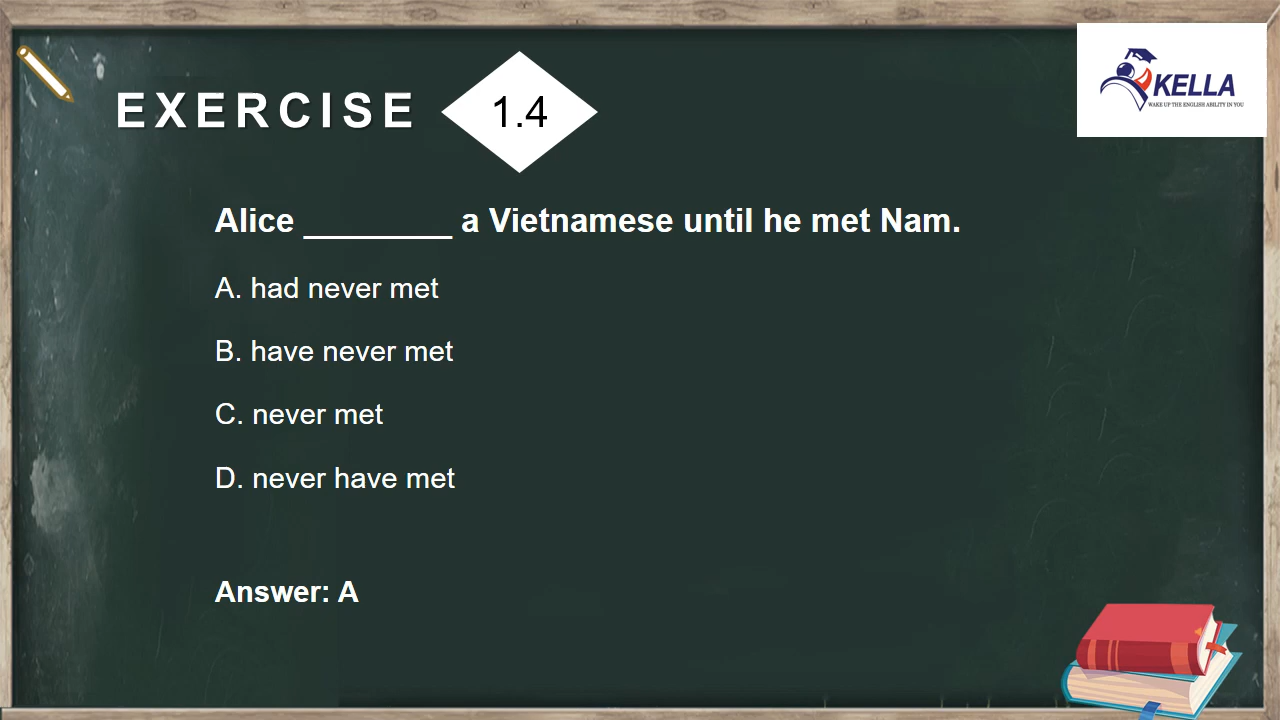 EXERCISE 1.4
KELLA
WAKE UP THE ENGLISH ABILITY IN YOU
Alice ________ a Vietnamese until he met Nam.
A. had never met
B. have never met
C. never met
D. never have met
Answer: A